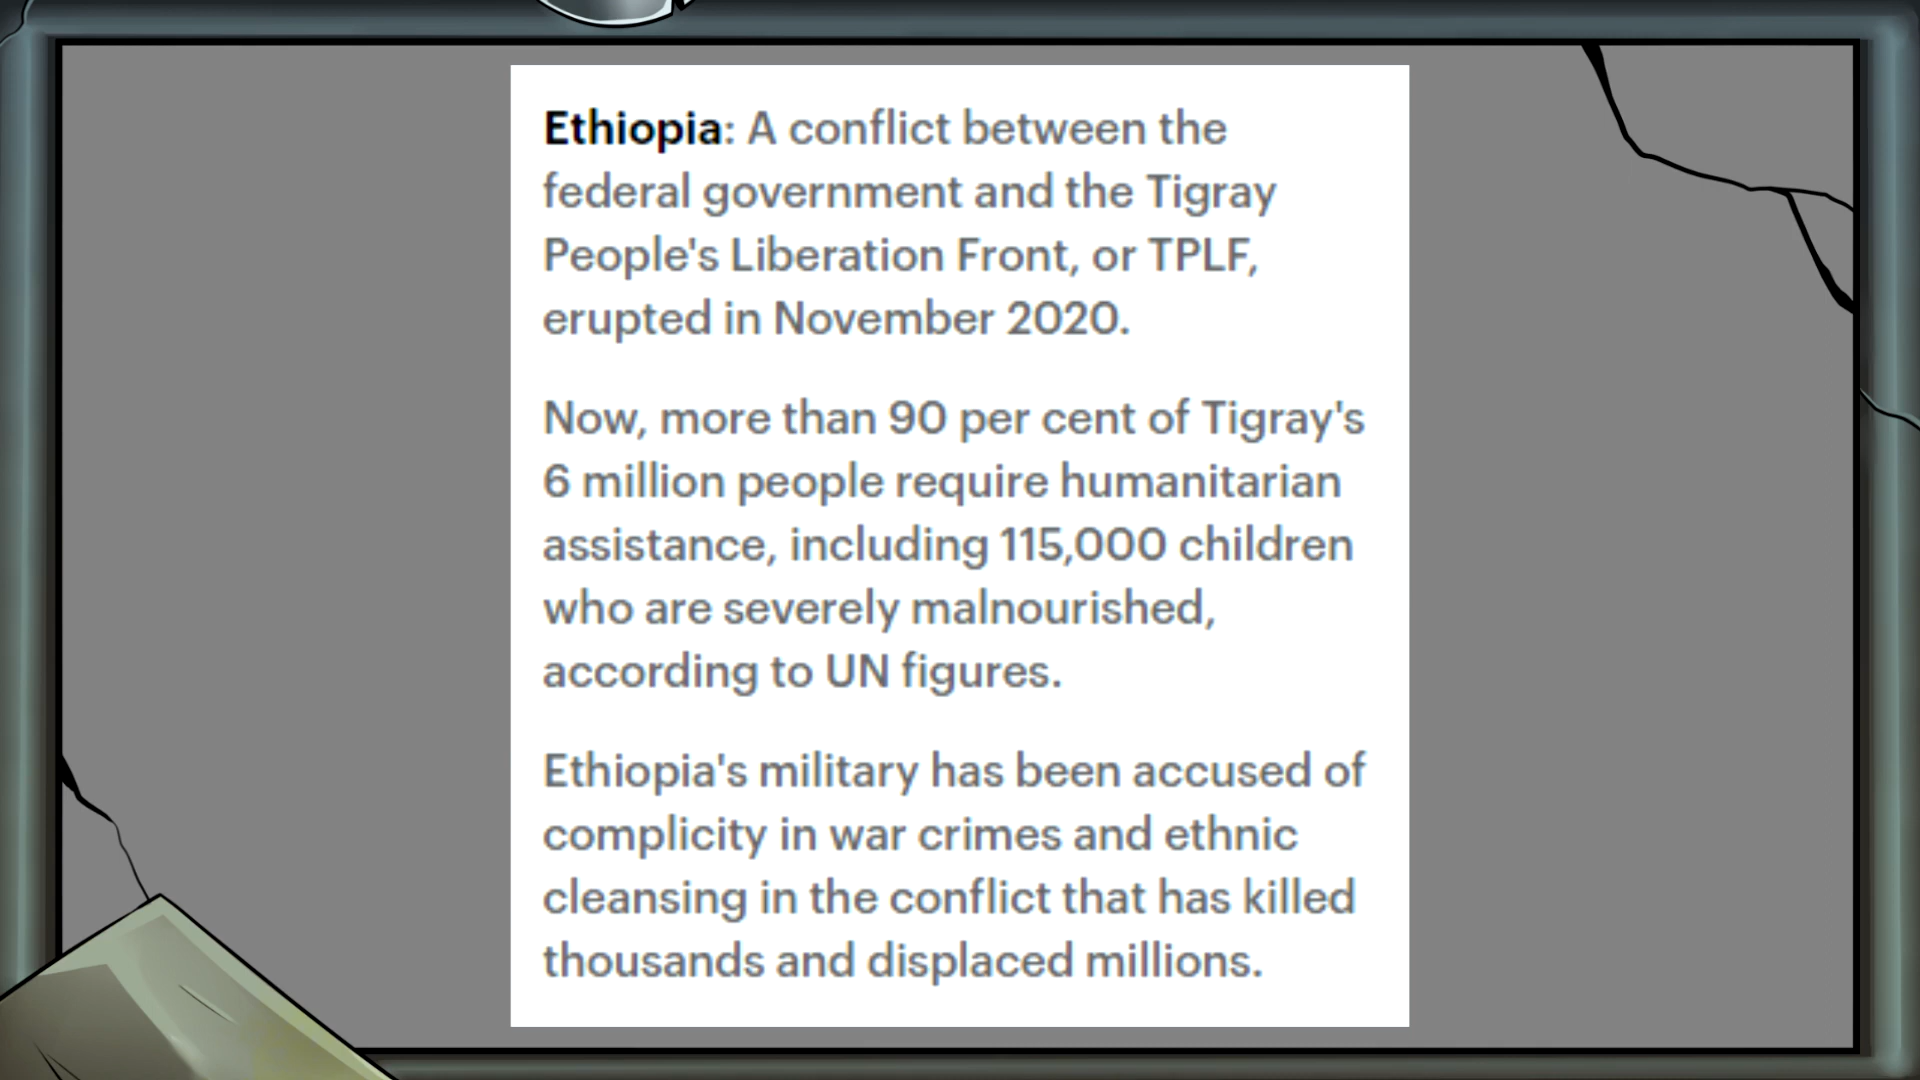 Ethiopia: A conflict between the
federal government and the Tigray
People's Liberation Front, or TPLF,
erupted in November 2020.
Now, more than 90 per cent of Tigray's
6 million people require humanitarian
assistance, including 115,000 children
who are severely malnourished,
according to UN figures.
Ethiopia's military has been accused of
complicity in war crimes and ethnic
cleansing in the conflict that has killed
thousands and displaced millions.